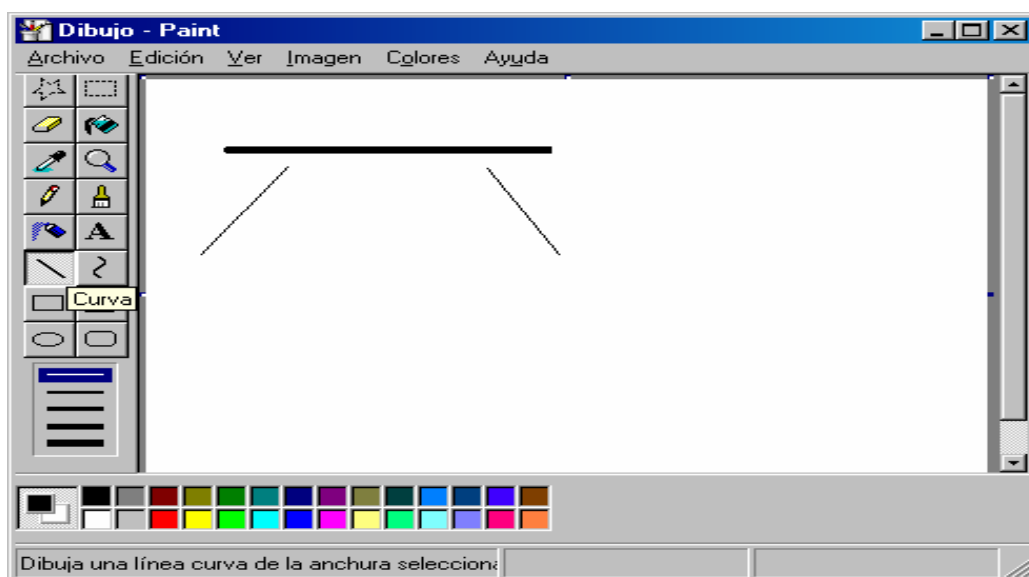 Dibujo - Paint
Archivo Edición Ver Imagen Colores Ayuda
A
Curva
Dibuja una línea curva de la anchura selecciona